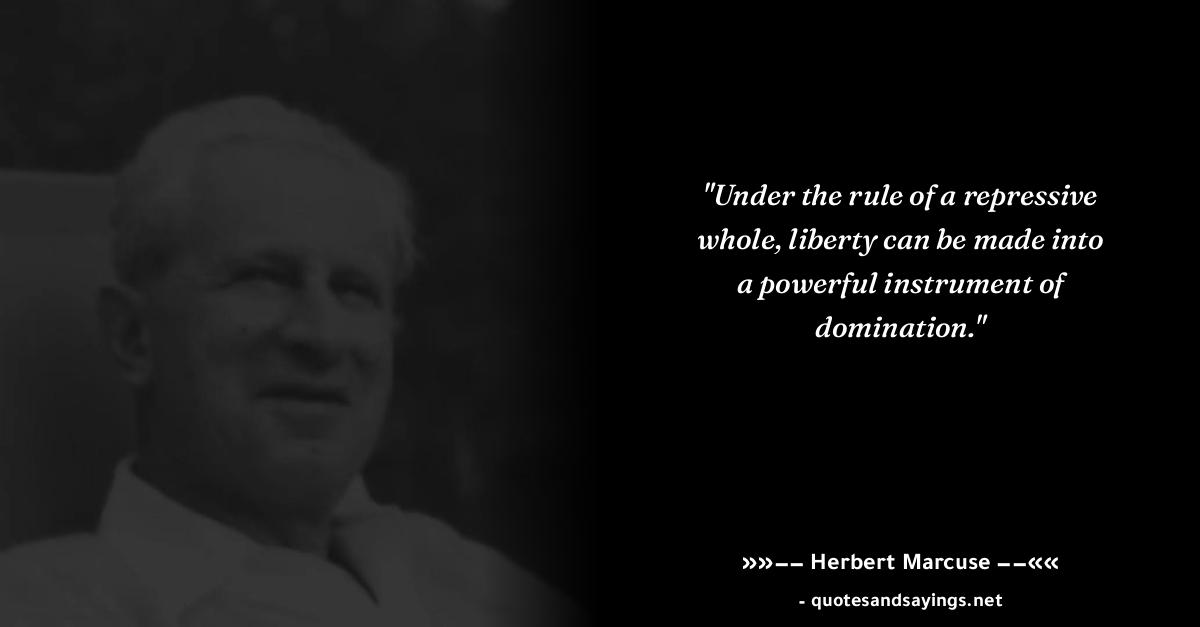 "Under the rule of a repressive
whole, liberty can be made into
a powerful instrument of
domination."
»»−− Herbert Marcuse −−««
- quotesandsayings.net